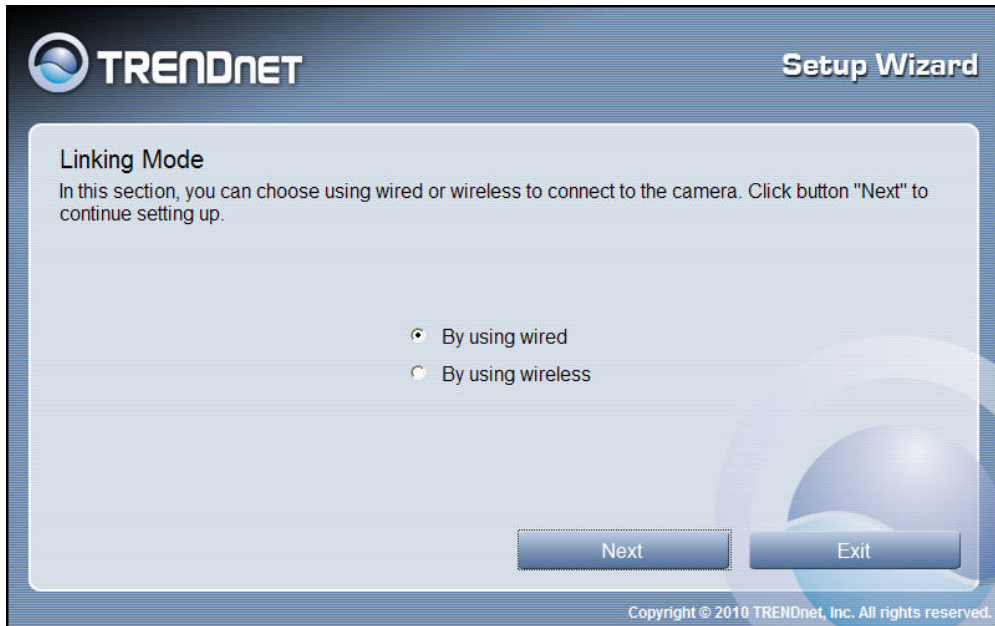 TRENDNET
Setup Wizard
Linking Mode
In this section, you can choose using wired or wireless to connect to the camera. Click button "Next" to
continue setting up.
By using wired
By using wireless
Next
Exit
Copyright © 2010 TRENDnet, Inc. All rights reserved.